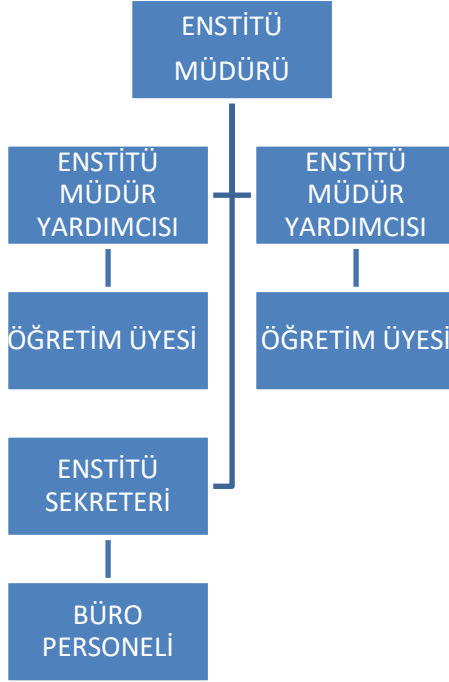 ENSTİTÜ
MÜDÜRÜ
ENSTİTÜ
MÜDÜR
YARDIMCISI
ENSTİTÜ
MÜDÜR
YARDIMCISI
ÖĞRETİM ÜYESİ
ÖĞRETİM ÜYESİ
ENSTİTÜ
SEKRETERİ
BÜRO
PERSONELİ